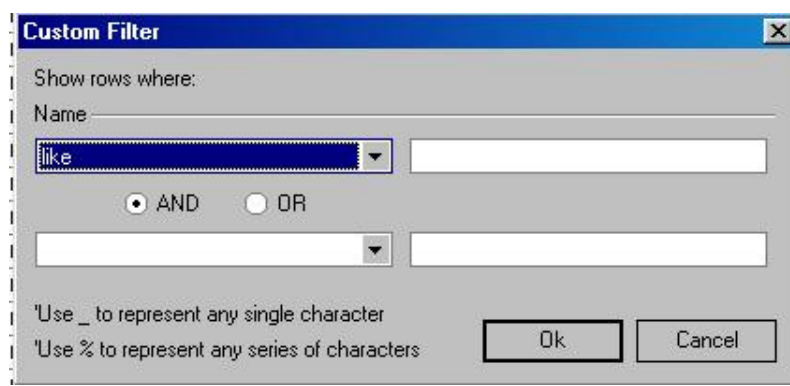 Custom Filter
Show rows where:
Name
like
AND OR
'Use _ to represent any single character
'Use % to represent any series of characters
Ok Cancel